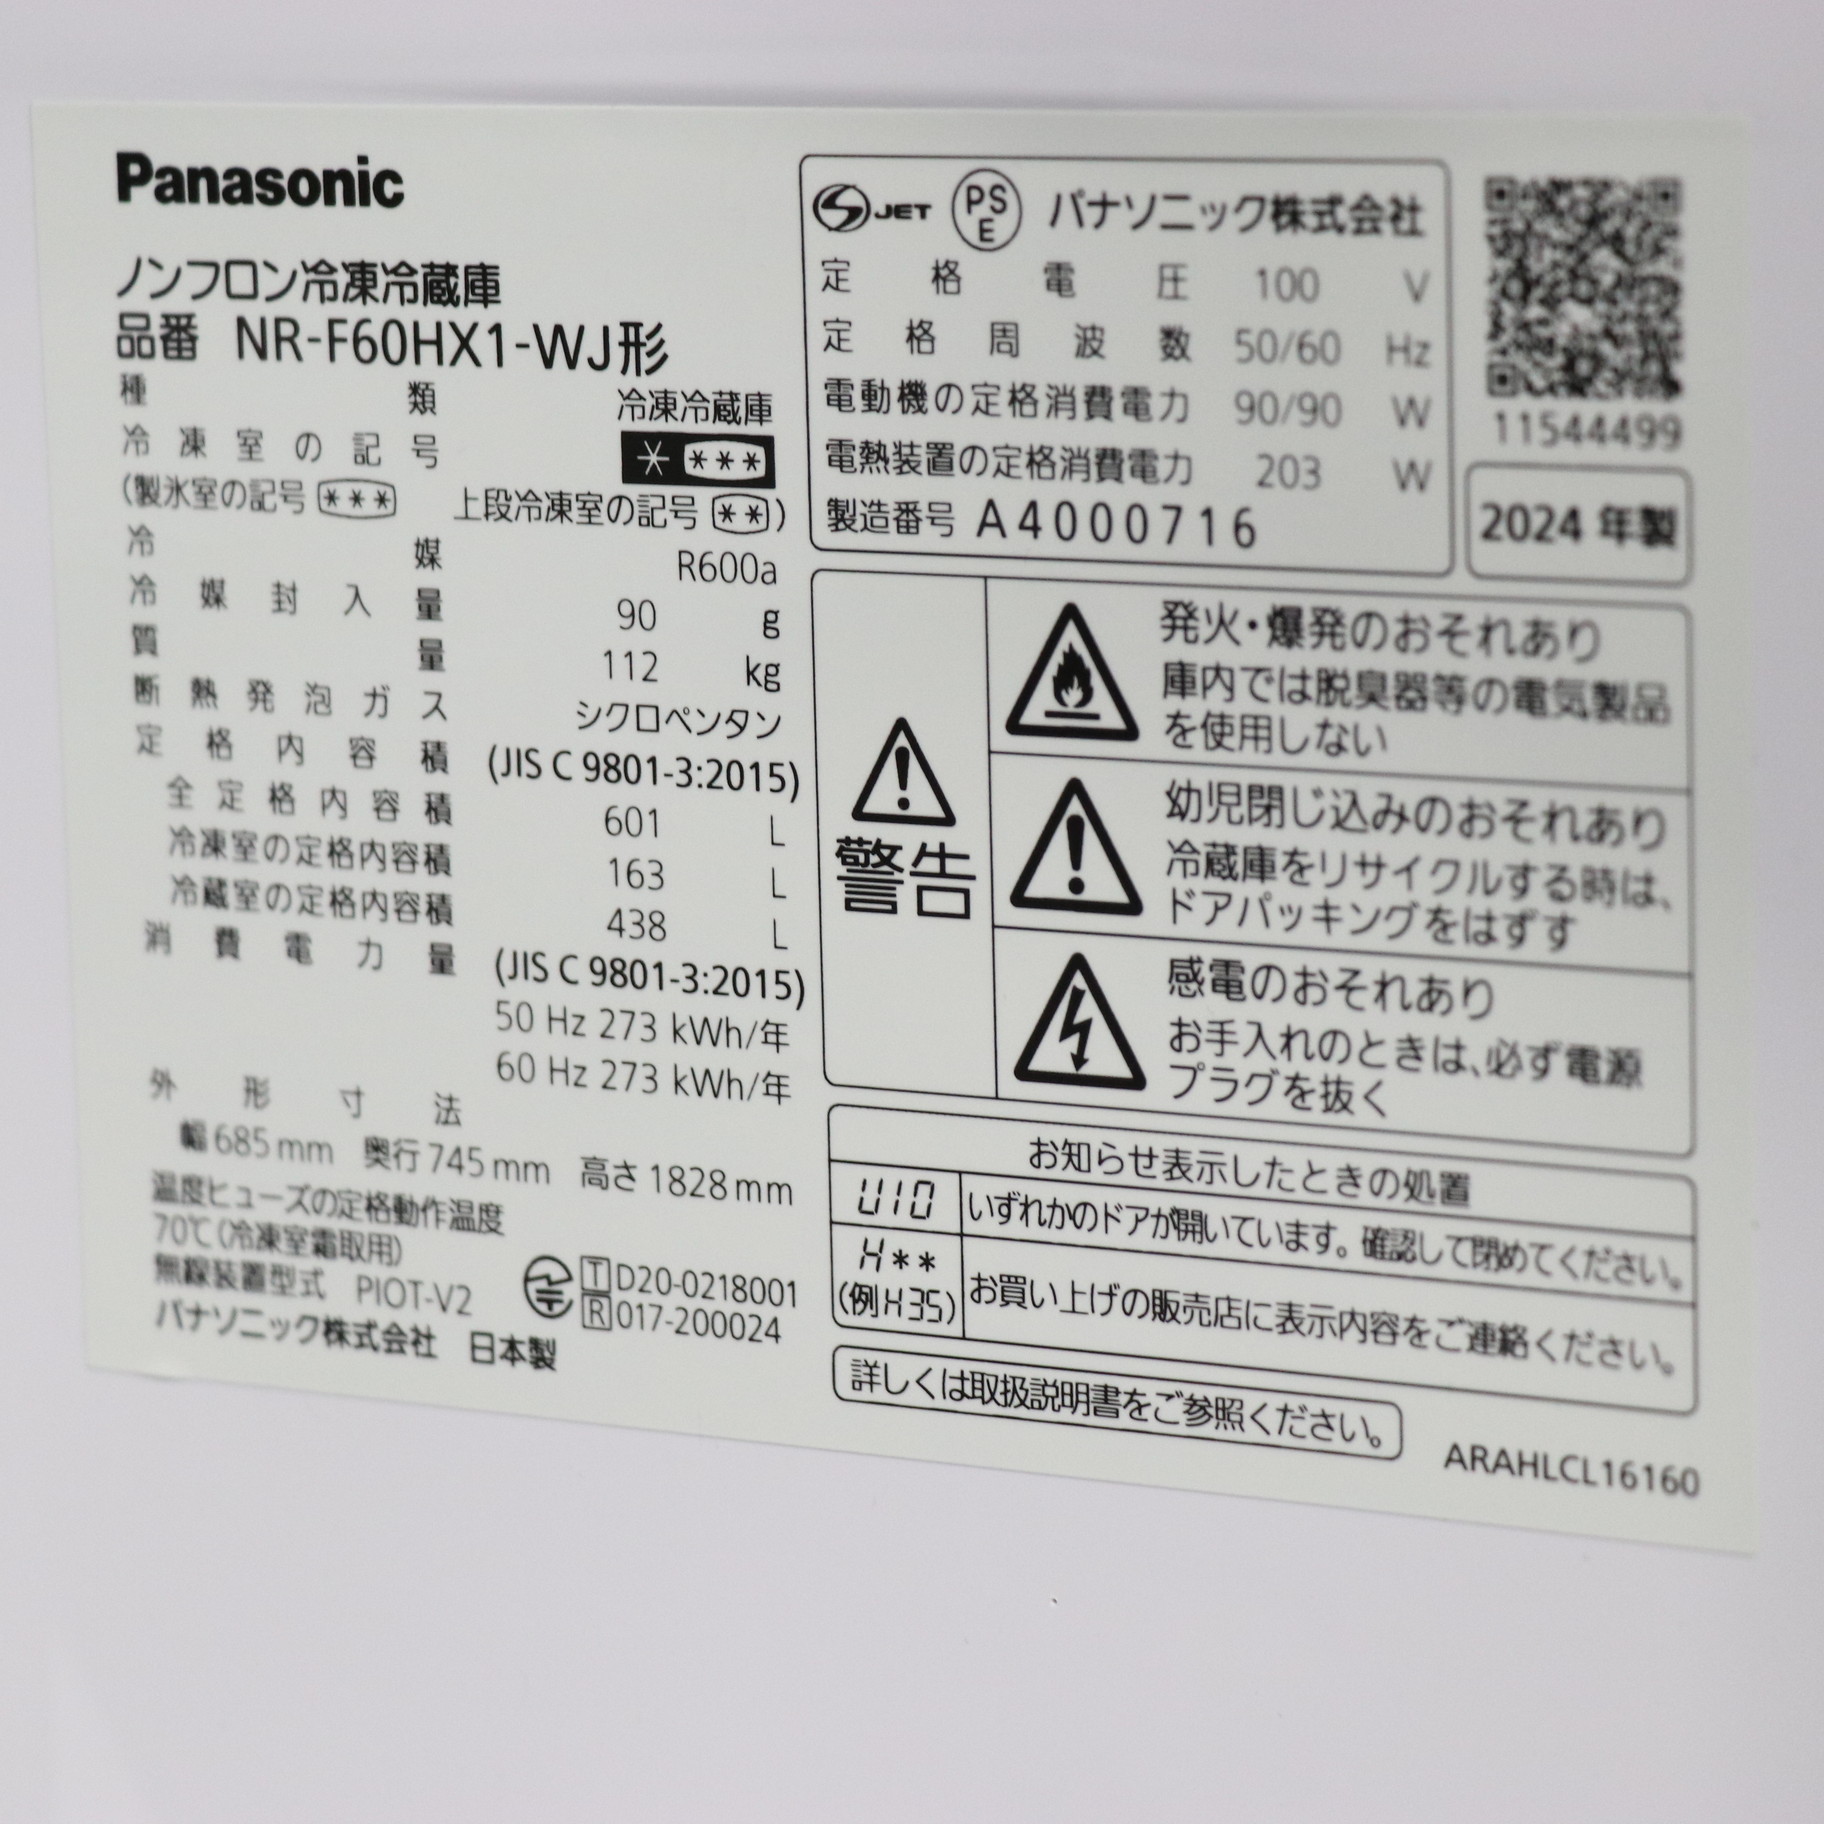 Panasonic
ノンフロン冷凍冷蔵庫
品番 NR-F60HX1-WJ形
種類 冷凍冷蔵庫
冷凍室の記号 * ***
(製氷室の記号 *** 上段冷凍室の記号 **)
冷媒 R600a
冷媒封入量 90 g
質量 112 kg
断熱発泡ガス シクロペンタン
定格内容積 (JIS C 9801-3:2015)
全定格内容積 601 L
冷凍室の定格内容積 163 L
冷蔵室の定格内容積 438 L
消費電力量 (JIS C 9801-3:2015)
50 Hz 273 kWh/年
60 Hz 273 kWh/年
外形寸法
幅 685 mm 奥行 745 mm 高さ 1828 mm
温度ヒューズの定格動作温度
70℃(冷凍室霜取用)
無線装置型式 PIOT-V2
T D20-0218001
R 017-200024
パナソニック株式会社 日本製
JET PSE パナソニック株式会社
定格電圧 100 V
定格周波数 50/60 Hz
電動機の定格消費電力 90/90 W
電熱装置の定格消費電力 203 W
製造番号 A4000716
11544499
2024 年製
警告
発火・爆発のおそれあり
庫内では脱臭器等の電気製品
を使用しない
幼児閉じ込みのおそれあり
冷蔵庫をリサイクルする時は、
ドアパッキングをはずす
感電のおそれあり
お手入れのときは、必ず電源
プラグを抜く
お知らせ表示したときの処置
U10 いずれかのドアが開いています。確認して閉めてください。
H**
(例 H35) お買い上げの販売店に表示内容をご連絡ください。
詳しくは取扱説明書をご参照ください。
ARAHLCL16160